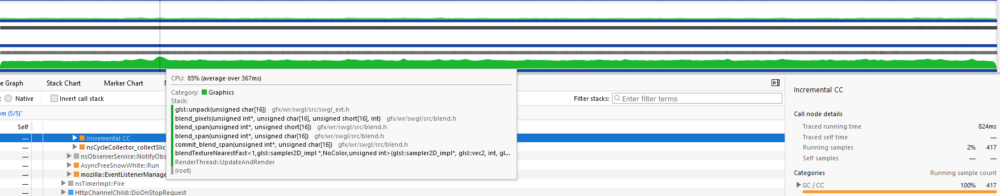 e Graph Stack Chart Marker Chart
t Native Invert call stack Filter stacks: Enter filter terms
om (5/5)"
Self
— Incremental CC
— nsCycleCollector_collectSlic
— nsObserverService::NotifyObs
— AsyncFreeSnowWhite::Run
— mozilla::EventListenerManage
— nsTimerImpl::Fire
— HttpChannelChild::DoOnStopRequest
CPU: 85% (average over 367ms)
Category: Graphics
Stack:
glsl::unpack(unsigned char[16]) gfx/wr/swgl/src/swgl_ext.h
blend_pixels(unsigned int*, unsigned char[16], unsigned short[16], int) gfx/wr/swgl/src/blend.h
blend_span(unsigned int*, unsigned short[16]) gfx/wr/swgl/src/blend.h
blend_span(unsigned int*, unsigned char[16]) gfx/wr/swgl/src/blend.h
commit_blend_span(unsigned int*, unsigned char[16]) gfx/wr/swgl/src/blend.h
blendTextureNearestFast<1,glsl::sampler2D_impl *,NoColor,unsigned int>(glsl::sampler2D_impl*, glsl::vec2, int, gl...
RenderThread::UpdateAndRender
(root)
Incremental CC
Call node details
Traced running time 824ms
Traced self time —
Running samples 2% 417
Self samples — —
Categories Running sample count
GC / CC 100% 417